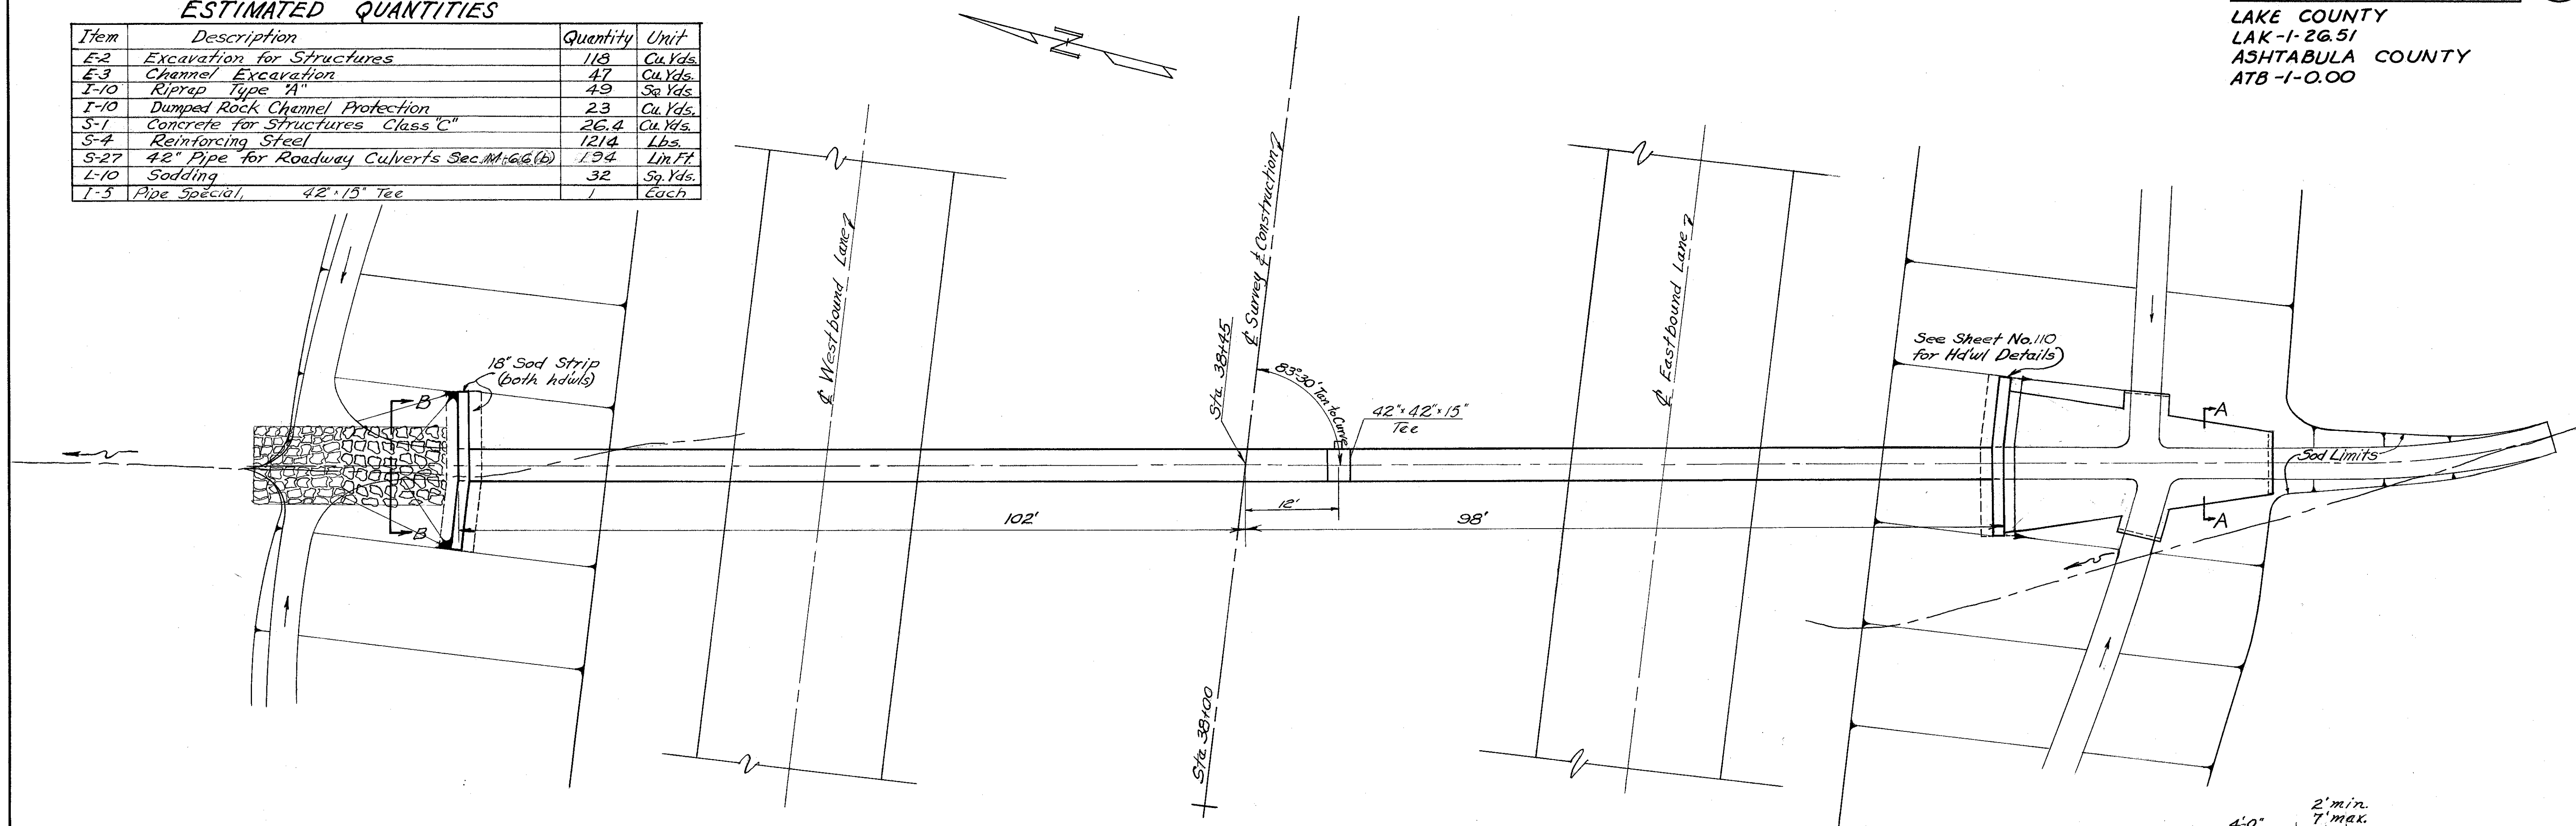 ESTIMATED QUANTITIES
Item Description Quantity Unit
E-2 Excavation for Structures 118 Cu. Yds.
E-3 Channel Excavation 47 Cu. Yds.
I-10 Riprap Type "A" 49 Sq. Yds.
I-10 Dumped Rock Channel Protection 23 Cu. Yds.
S-1 Concrete for Structures Class "C" 26.4 Cu. Yds.
S-4 Reinforcing Steel 1214 Lbs.
S-27 42" Pipe for Roadway Culverts Sec. M-6.6(b) 194 Lin. Ft.
L-10 Sodding 32 Sq. Yds.
I-5 Pipe Special, 42"x15" Tee 1 Each
LAKE COUNTY
LAK-1-26.51
ASHTABULA COUNTY
ATB-1-0.00
N
℄ Westbound Lane
℄ Survey & Construction
℄ Eastbound Lane
18" Sod Strip
(both hdwls)
B
B
Sta. 38+45
83°-30' Tan to Curve
42"x42"x15"
Tee
12'
102'
98'
Sta. 38+00
See Sheet No. 110
for Hd'wl Details
A
A
Sod Limits
2' min.
7' max.
4'-0"